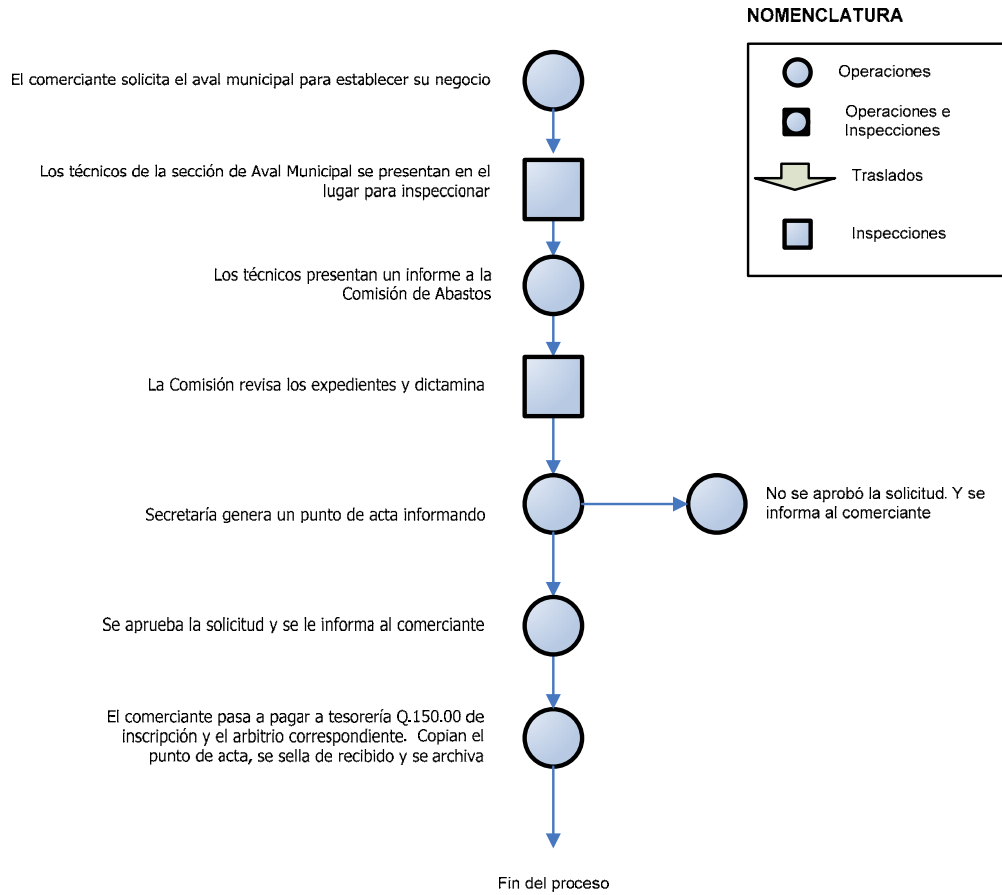 NOMENCLATURA
Operaciones
Operaciones e
Inspecciones
Traslados
Inspecciones
El comerciante solicita el aval municipal para establecer su negocio
Los técnicos de la sección de Aval Municipal se presentan en el
lugar para inspeccionar
Los técnicos presentan un informe a la
Comisión de Abastos
La Comisión revisa los expedientes y dictamina
Secretaría genera un punto de acta informando
No se aprobó la solicitud. Y se
informa al comerciante
Se aprueba la solicitud y se le informa al comerciante
El comerciante pasa a pagar a tesorería Q.150.00 de
inscripción y el arbitrio correspondiente. Copian el
punto de acta, se sella de recibido y se archiva
Fin del proceso